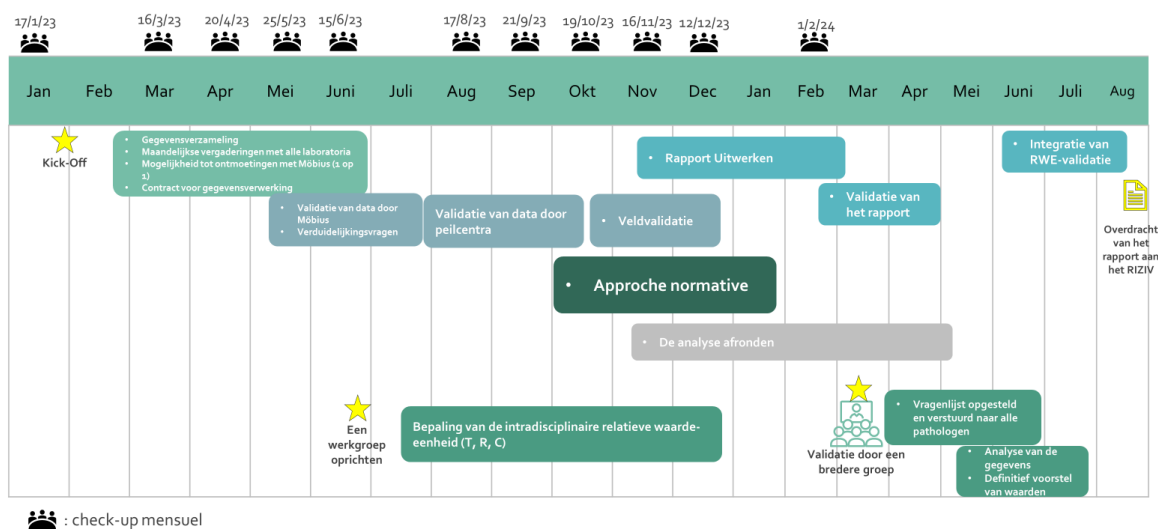 17/1/23
16/3/23
20/4/23
25/5/23
15/6/23
17/8/23
21/9/23
19/10/23
16/11/23
12/12/23
1/2/24
Jan
Feb
Mar
Apr
Mei
Juni
Juli
Aug
Sep
Okt
Nov
Dec
Jan
Feb
Mar
Apr
Mei
Juni
Juli
Aug
Kick-Off
• Gegevensverzameling
• Maandelijkse vergaderingen met alle laboratoria
• Mogelijkheid tot ontmoetingen met Möbius (1 op
1)
• Contract voor gegevensverwerking
• Rapport Uitwerken
• Integratie van
RWE-validatie
• Validatie van data door
Möbius
• Verduidelijkingsvragen
Validatie van data door
peilcentra
• Veldvalidatie
• Validatie van
het rapport
Overdracht
van het
rapport aan
het RIZIV
• Approche normative
• De analyse afronden
Een
werkgroep
oprichten
Bepaling van de intradisciplinaire relatieve waarde-
eenheid (T, R, C)
Validatie door een
bredere groep
• Vragenlijst opgesteld
en verstuurd naar alle
pathologen
• Analyse van de
gegevens
• Definitief voorstel
van waarden
: check-up mensuel